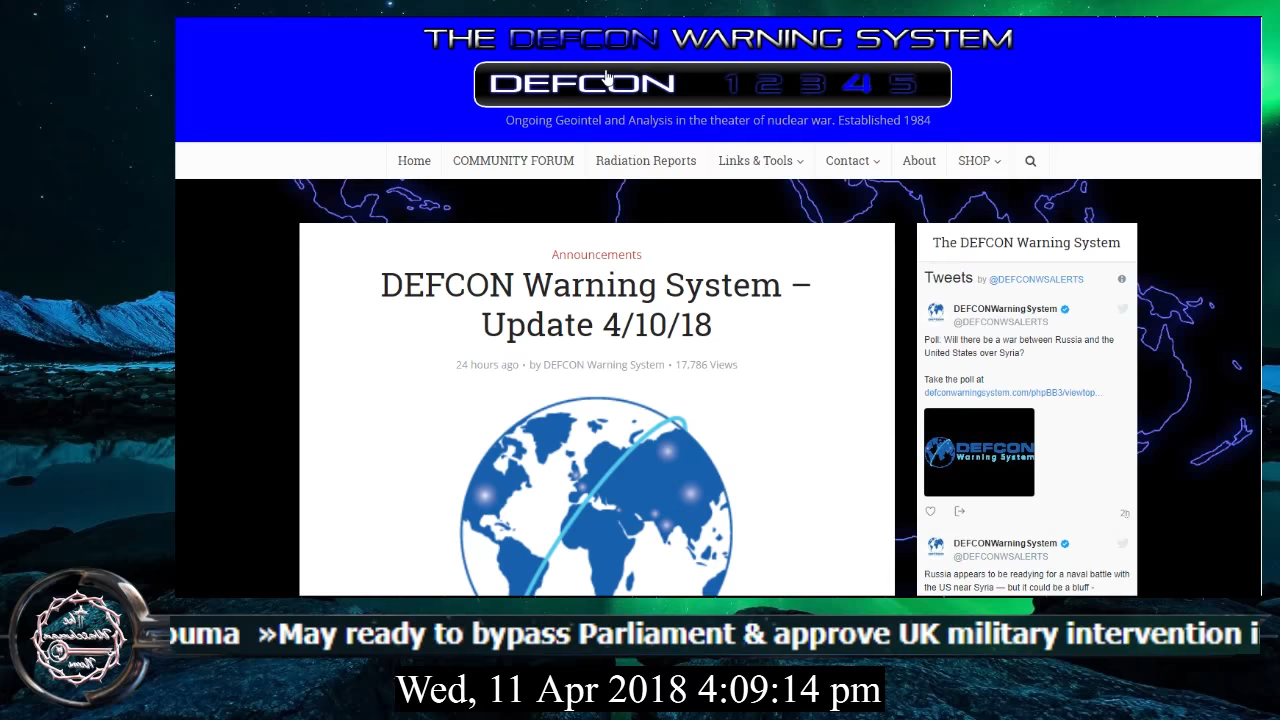 THE DEFCON WARNING SYSTEM
DEFCON 1 2 3 4 5
Ongoing Geointel and Analysis in the theater of nuclear war. Established 1984
Home COMMUNITY FORUM Radiation Reports Links & Tools Contact About SHOP
Announcements
DEFCON Warning System –
Update 4/10/18
24 hours ago • by DEFCON Warning System • 17,786 Views
The DEFCON Warning System
Tweets by @DEFCONWSALERTS
DEFCONWarningSystem
@DEFCONWSALERTS
Poll: Will there be a war between Russia and the
United States over Syria?
Take the poll at
defconwarningsystem.com/phpBB3/viewtop…
DEFCON
Warning System
2h
DEFCONWarningSystem
@DEFCONWSALERTS
Russia appears to be readying for a naval battle with
the US near Syria — but it could be a bluff -
ouma »May ready to bypass Parliament & approve UK military intervention i
The
Wed, 11 Apr 2018 4:09:14 pm